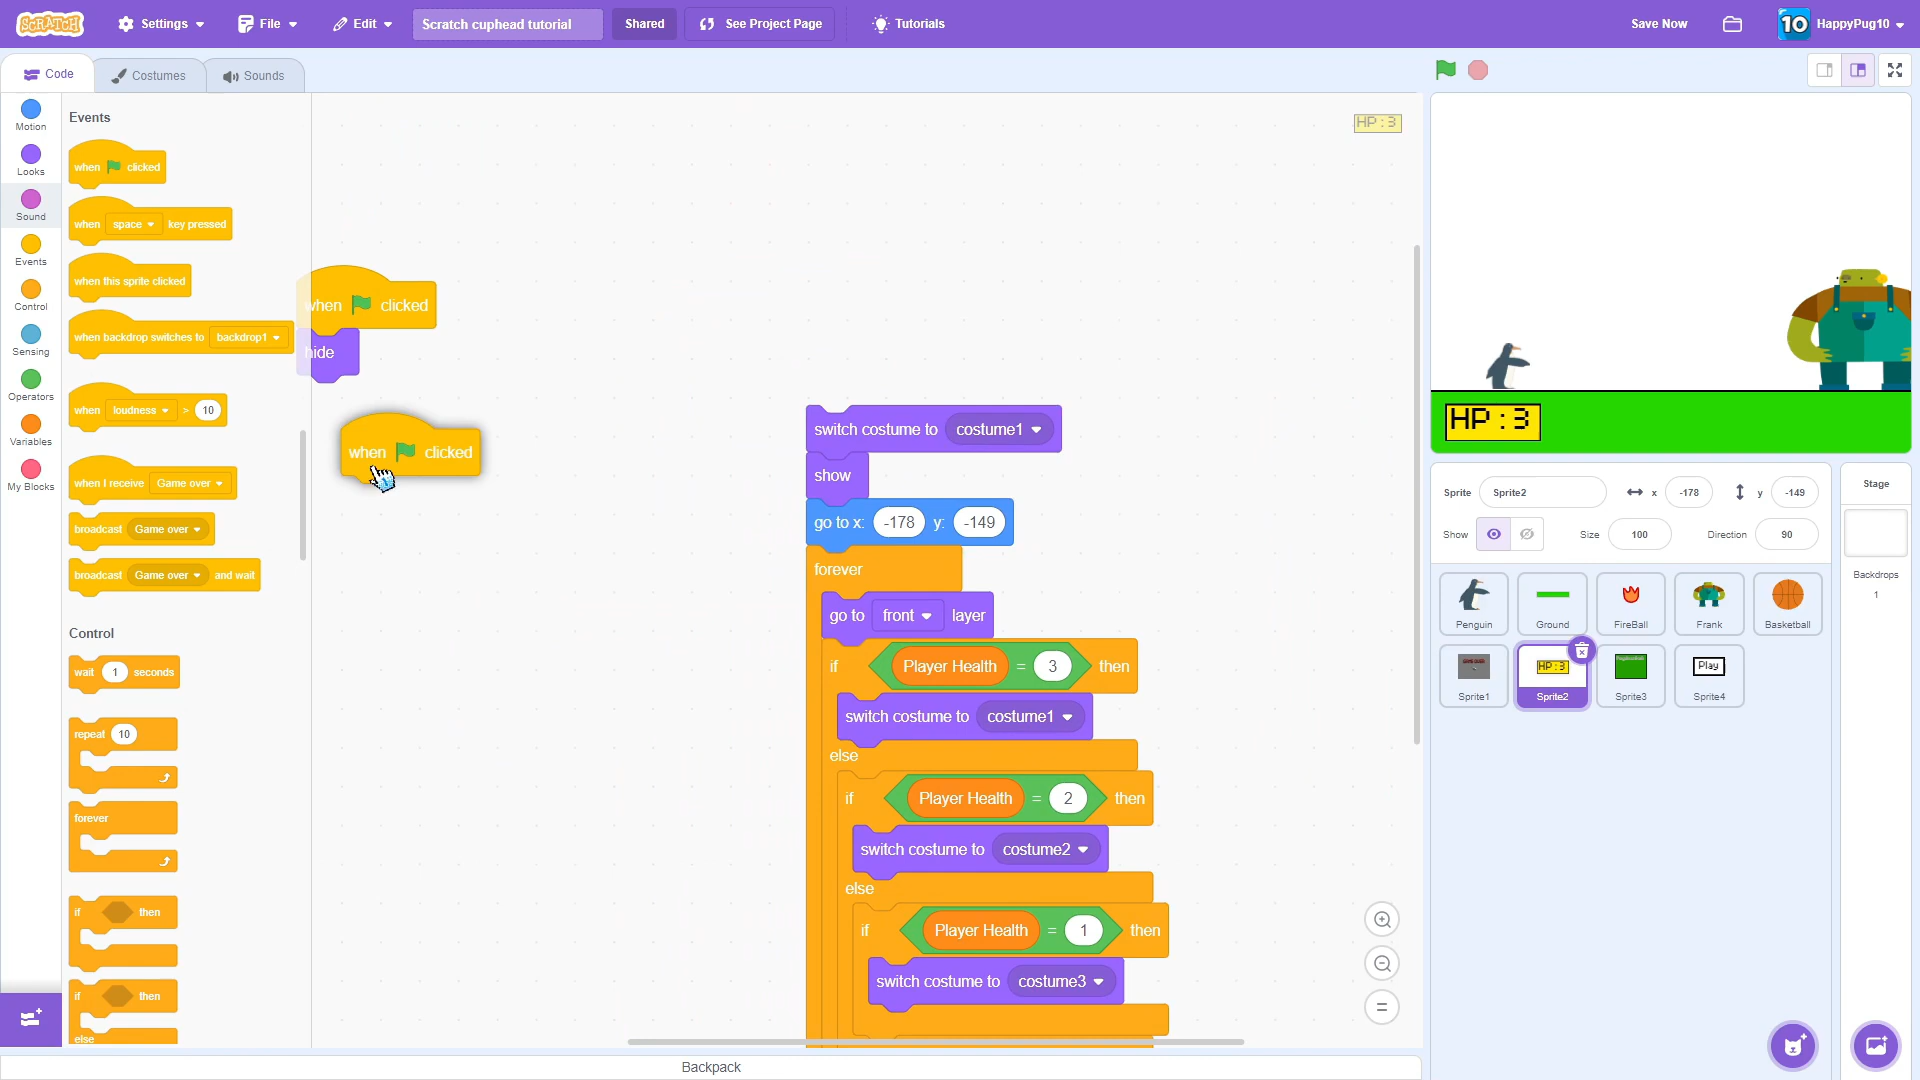 SCRATCH
Settings
File
Edit
Scratch cuphead tutorial
Shared
See Project Page
Tutorials
Save Now
10
HappyPug10
Code
Costumes
Sounds
Motion
Looks
Sound
Events
Control
Sensing
Operators
Variables
My Blocks
Events
when clicked
when space key pressed
when this sprite clicked
when backdrop switches to backdrop1
when loudness > 10
when I receive Game over
broadcast Game over
broadcast Game over and wait
Control
wait 1 seconds
repeat 10
forever
if then
if then
else
when clicked
hide
when clicked
HP:3
switch costume to costume1
show
go to x: -178 y: -149
forever
go to front layer
if Player Health = 3 then
switch costume to costume1
else
if Player Health = 2 then
switch costume to costume2
else
if Player Health = 1 then
switch costume to costume3
Backpack
HP:3
Sprite Sprite2 x -178 y -149
Show Size 100 Direction 90
Penguin
Ground
FireBall
Frank
Basketball
Sprite1
HP:3
Sprite2
Sprite3
Play
Sprite4
Stage
Backdrops
1